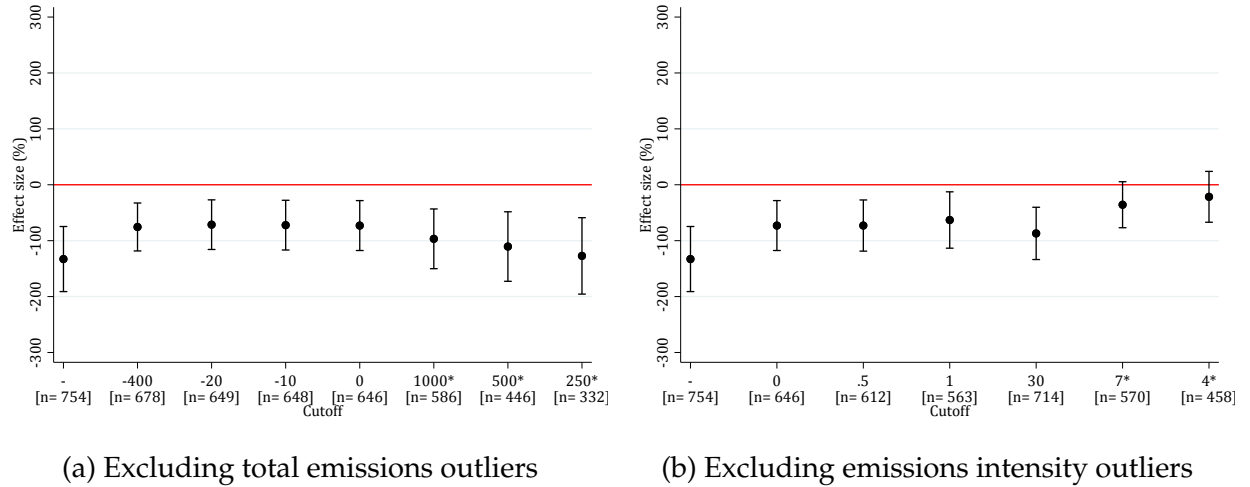 300
200
100
0
-100
-200
-300
Effect size (%)
- -400 -20 -10 0 1000* 500* 250*
[n= 754] [n= 678] [n= 649] [n= 648] [n= 646] [n= 586] [n= 446] [n= 332]
Cutoff
(a) Excluding total emissions outliers
300
200
100
0
-100
-200
-300
Effect size (%)
- 0 .5 1 30 7* 4*
[n= 754] [n= 646] [n= 612] [n= 563] [n= 714] [n= 570] [n= 458]
Cutoff
(b) Excluding emissions intensity outliers